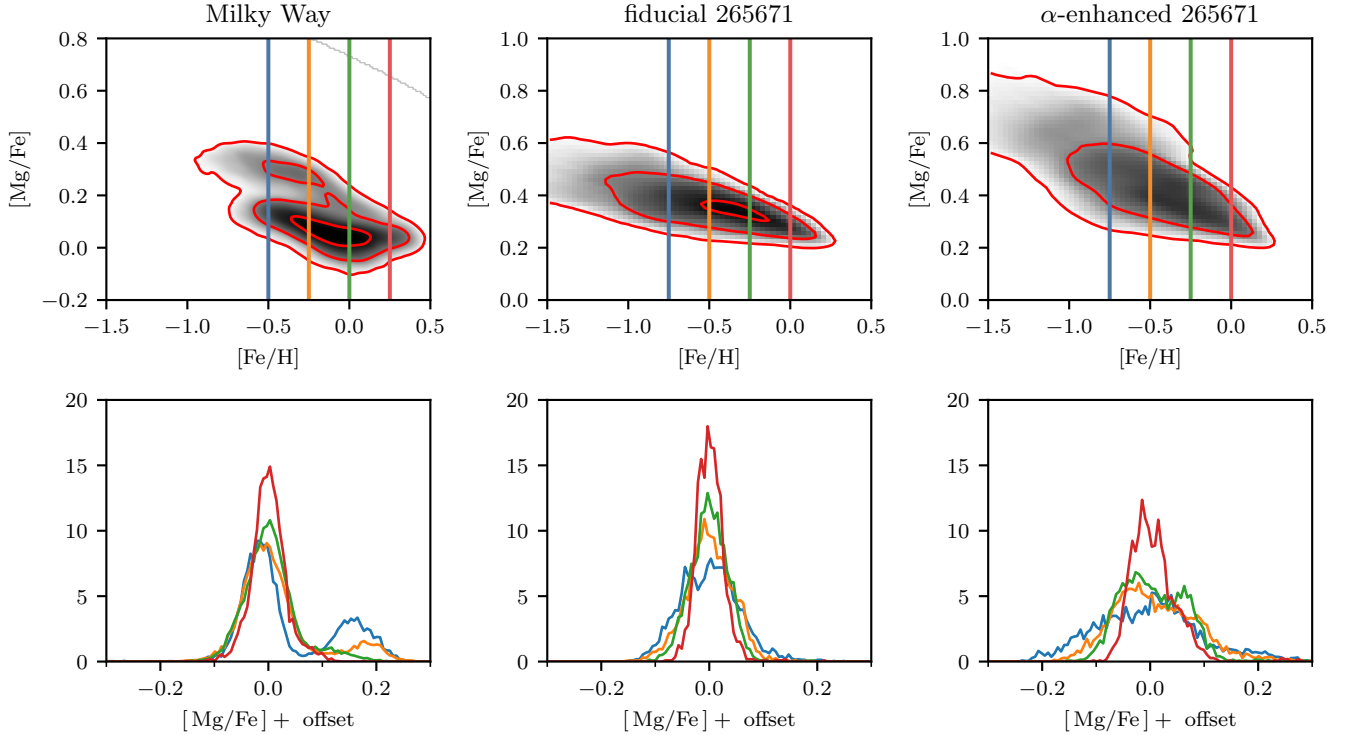 Milky Way
fiducial 265671
α-enhanced 265671
[Mg/Fe]
0.8
0.6
0.4
0.2
0.0
−0.2
−1.5 −1.0 −0.5 0.0 0.5
[Fe/H]
[Mg/Fe]
1.0
0.8
0.6
0.4
0.2
0.0
−1.5 −1.0 −0.5 0.0 0.5
[Fe/H]
[Mg/Fe]
1.0
0.8
0.6
0.4
0.2
0.0
−1.5 −1.0 −0.5 0.0 0.5
[Fe/H]
20
15
10
5
0
−0.2 0.0 0.2
[Mg/Fe] + offset
20
15
10
5
0
−0.2 0.0 0.2
[Mg/Fe] + offset
20
15
10
5
0
−0.2 0.0 0.2
[Mg/Fe] + offset